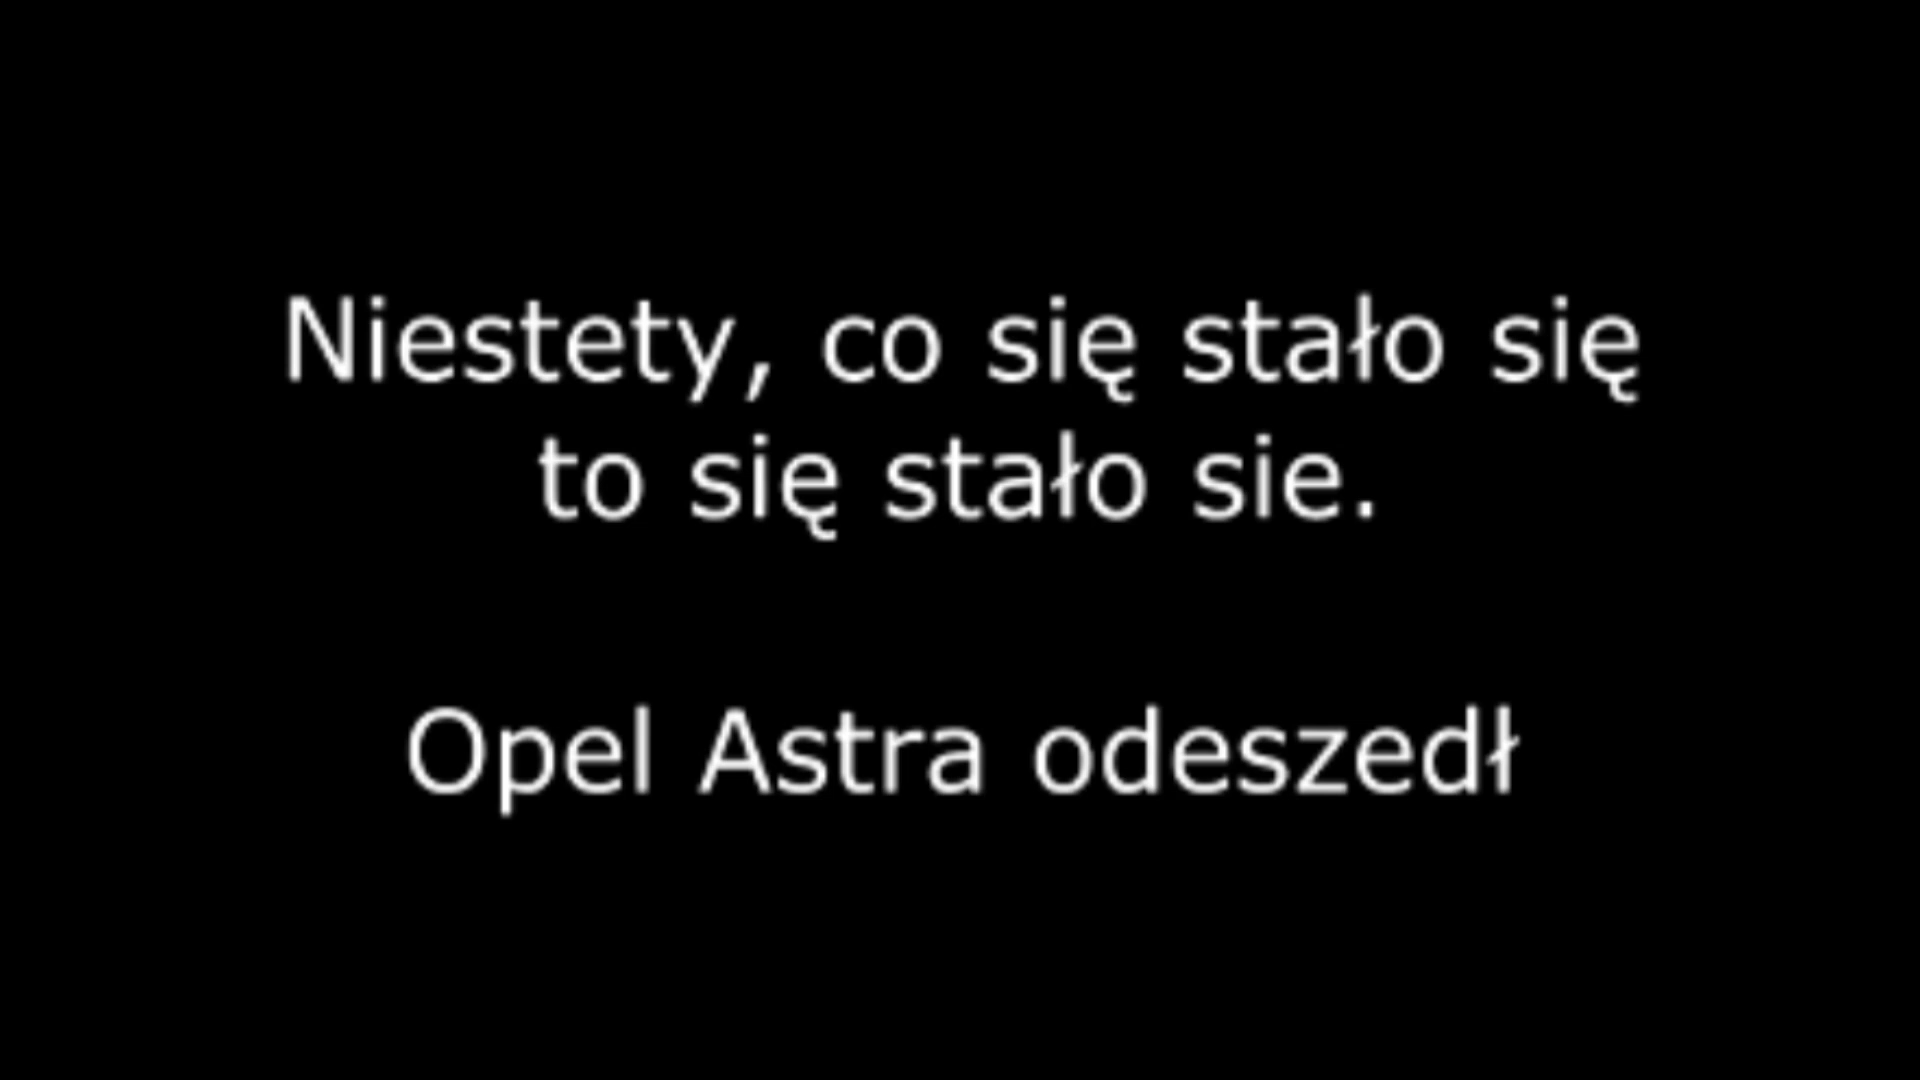 Niestety, co się stało się
to się stało sie.
Opel Astra odeszedł